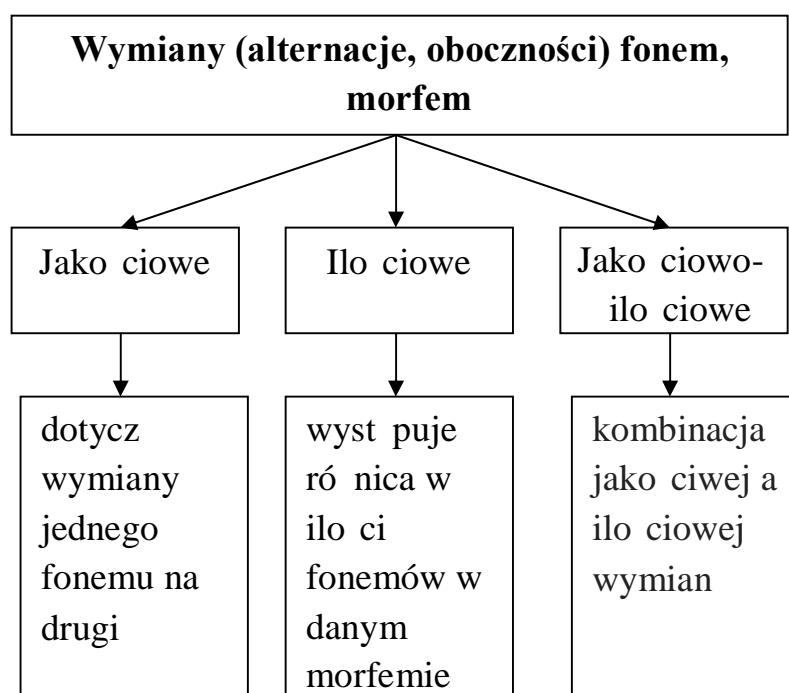 Wymiany (alternacje, oboczności) fonem,
morfem
Jako ciowe
Ilo ciowe
Jako ciowo-
ilo ciowe
dotycz
wymiany
jednego
fonemu na
drugi
wyst puje
ró nica w
ilo ci
fonemów w
danym
morfemie
kombinacja
jako ciwej a
ilo ciowej
wymian